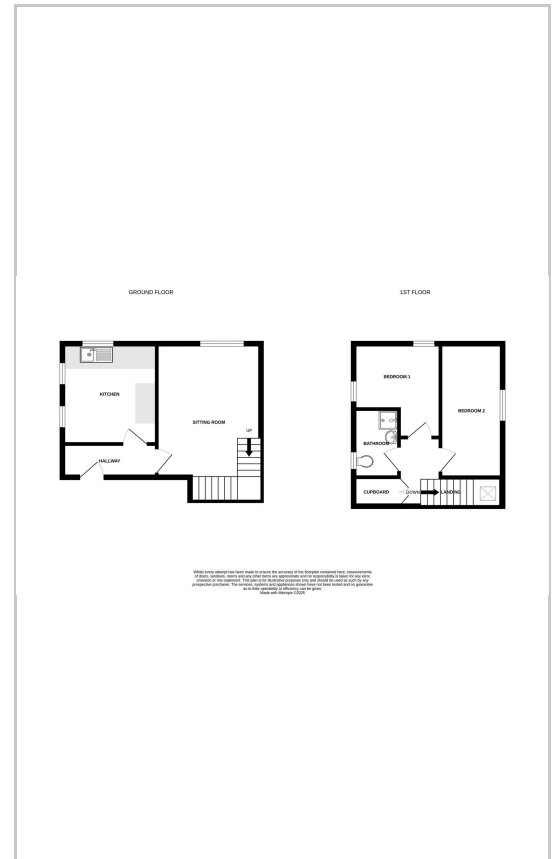 GROUND FLOOR
1ST FLOOR
KITCHEN
SITTING ROOM
UP
HALLWAY
BEDROOM 1
BEDROOM 2
BATHROOM
CUPBOARD
DOWN
LANDING
Whilst every attempt has been made to ensure the accuracy of the floorplan contained here, measurements
of doors, windows, rooms and any other items are approximate and no responsibility is taken for any error,
omission or mis-statement. This plan is for illustrative purposes only and should be used as such by any
prospective purchaser. The services, systems and appliances shown have not been tested and no guarantee
as to their operability or efficiency can be given.
Made with Metropix ©2025